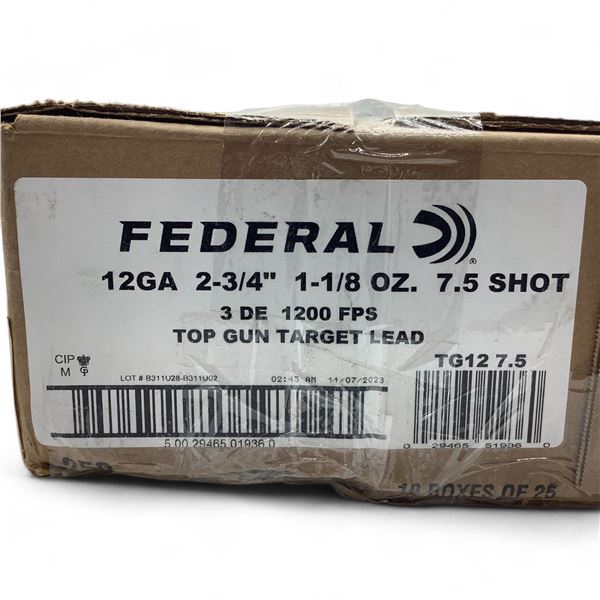 FEDERAL ®
12GA 2-3/4" 1-1/8 OZ. 7.5 SHOT
3 DE 1200 FPS
TOP GUN TARGET LEAD
TG12 7.5
CIP
M GP
LOT # B311U28-B311U02 02:45 AM 11/07/2023
5 00 29465 01936 0
0 29465 51936 0
10 BOXES OF 25